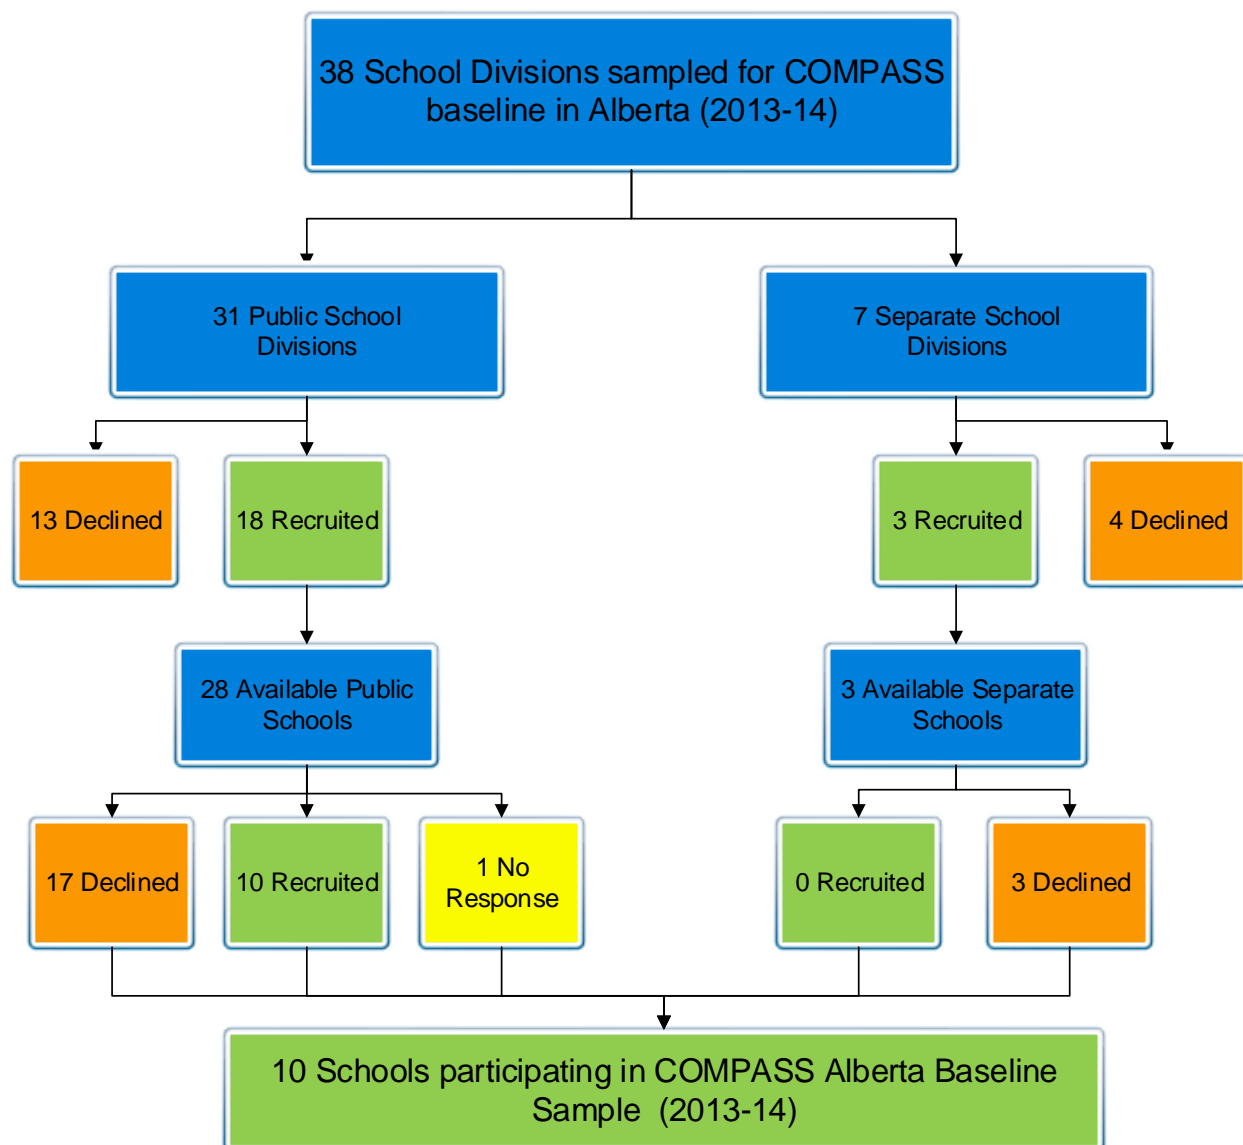 38 School Divisions sampled for COMPASS
baseline in Alberta (2013-14)
31 Public School
Divisions
7 Separate School
Divisions
13 Declined
18 Recruited
3 Recruited
4 Declined
28 Available Public
Schools
3 Available Separate
Schools
17 Declined
10 Recruited
1 No
Response
0 Recruited
3 Declined
10 Schools participating in COMPASS Alberta Baseline
Sample (2013-14)